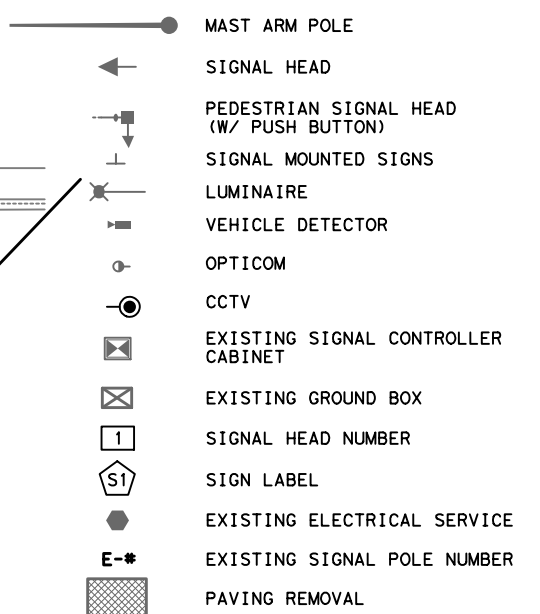 MAST ARM POLE
SIGNAL HEAD
PEDESTRIAN SIGNAL HEAD
(W/ PUSH BUTTON)
SIGNAL MOUNTED SIGNS
LUMINAIRE
VEHICLE DETECTOR
OPTICOM
CCTV
EXISTING SIGNAL CONTROLLER
CABINET
EXISTING GROUND BOX
1 SIGNAL HEAD NUMBER
S1 SIGN LABEL
EXISTING ELECTRICAL SERVICE
E-# EXISTING SIGNAL POLE NUMBER
PAVING REMOVAL